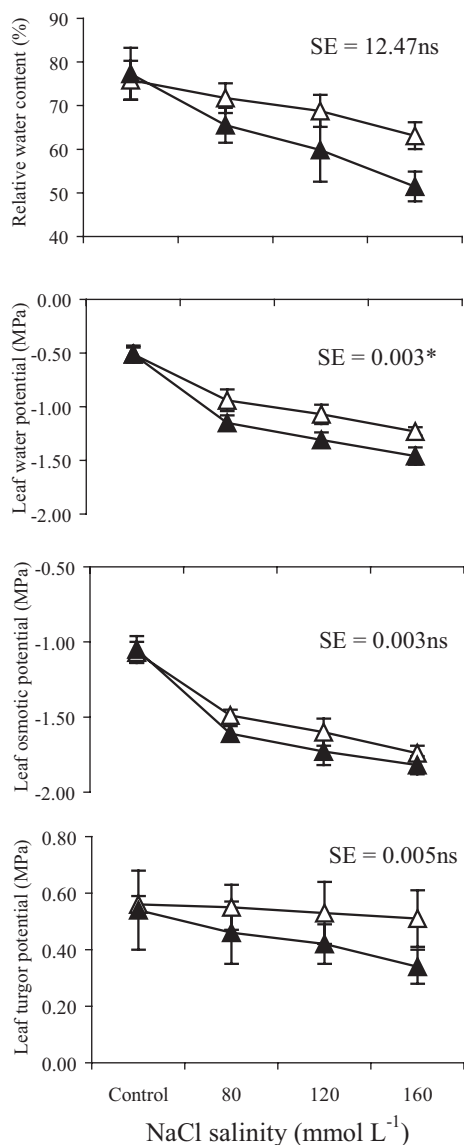 Relative water content (%)
90
80
70
60
50
40
SE = 12.47ns
Leaf water potential (MPa)
0.00
-0.50
-1.00
-1.50
-2.00
SE = 0.003*
Leaf osmotic potential (MPa)
-0.50
-1.00
-1.50
-2.00
SE = 0.003ns
Leaf turgor potential (MPa)
0.80
0.60
0.40
0.20
0.00
SE = 0.005ns
Control 80 120 160
NaCl salinity (mmol L⁻¹)